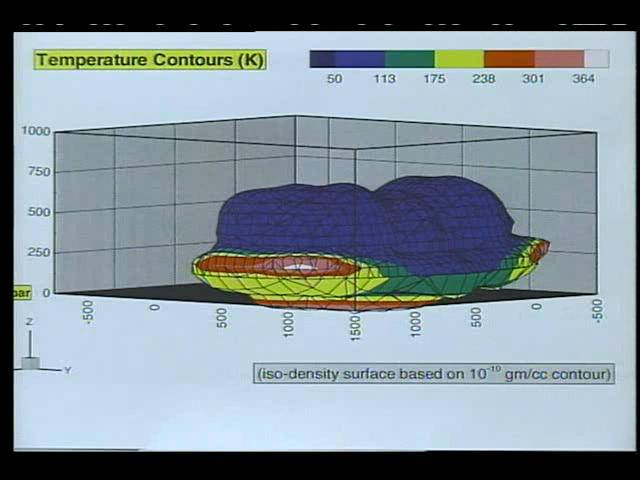 Temperature Contours (K)
50 113 175 238 301 364
1000
750
500
250
0
bar
-500 0 500 1000 1500 1000 500 0 -500
Z
Y
(iso-density surface based on 10⁻¹⁰ gm/cc contour)